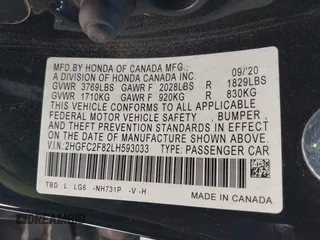 MFD.BY HONDA OF CANADA MFG.,
A DIVISION OF HONDA CANADA INC. 09/'20
GVWR 3769LBS GAWR F 2028LBS R 1829LBS
GVWR 1710KG GAWR F 920KG R 830KG
THIS VEHICLE CONFORMS TO ALL APPLICABLE
FEDERAL MOTOR VEHICLE SAFETY , BUMPER ,
AND THEFT PREVENTION STANDARDS IN
EFFECT ON THE DATE OF MANUFACTURE SHOWN ABOVE.
V.I.N.:2HGFC2F82LH593033 TYPE:PASSENGER CAR
TBD L LG6 -NH731P -V -H
MADE IN CANADA